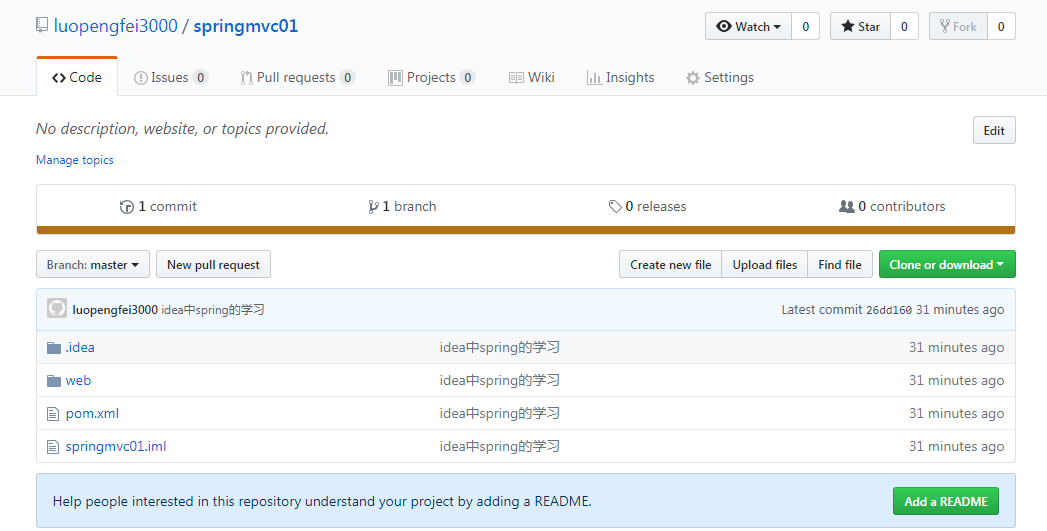 luopengfei3000 / springmvc01 Watch 0 Star 0 Fork 0
Code Issues 0 Pull requests 0 Projects 0 Wiki Insights Settings
No description, website, or topics provided. Edit
Manage topics
1 commit 1 branch 0 releases 0 contributors
Branch: master New pull request Create new file Upload files Find file Clone or download
luopengfei3000 idea中spring的学习 Latest commit 26dd160 31 minutes ago
.idea idea中spring的学习 31 minutes ago
web idea中spring的学习 31 minutes ago
pom.xml idea中spring的学习 31 minutes ago
springmvc01.iml idea中spring的学习 31 minutes ago
Help people interested in this repository understand your project by adding a README. Add a README